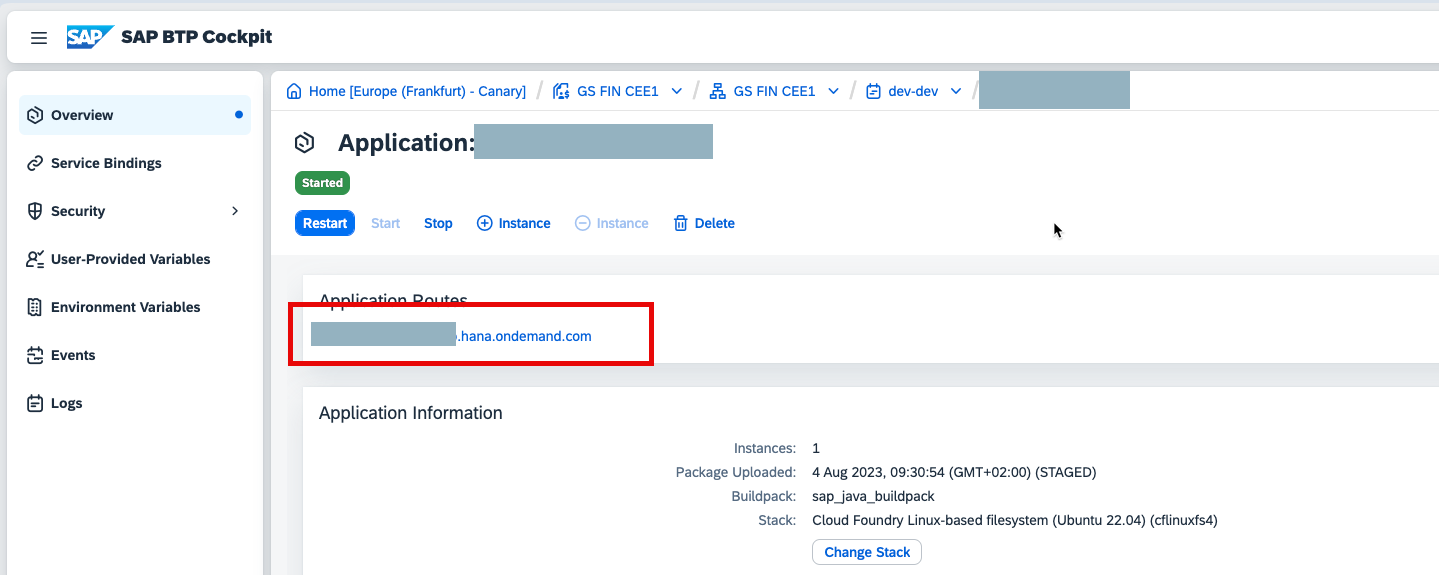 SAP SAP BTP Cockpit
Overview
Service Bindings
Security
User-Provided Variables
Environment Variables
Events
Logs
Home [Europe (Frankfurt) - Canary] / GS FIN CEE1 / GS FIN CEE1 / dev-dev /
Application:
Started
Restart Start Stop Instance Instance Delete
Application Routes
.hana.ondemand.com
Application Information
Instances: 1
Package Uploaded: 4 Aug 2023, 09:30:54 (GMT+02:00) (STAGED)
Buildpack: sap_java_buildpack
Stack: Cloud Foundry Linux-based filesystem (Ubuntu 22.04) (cflinuxfs4)
Change Stack